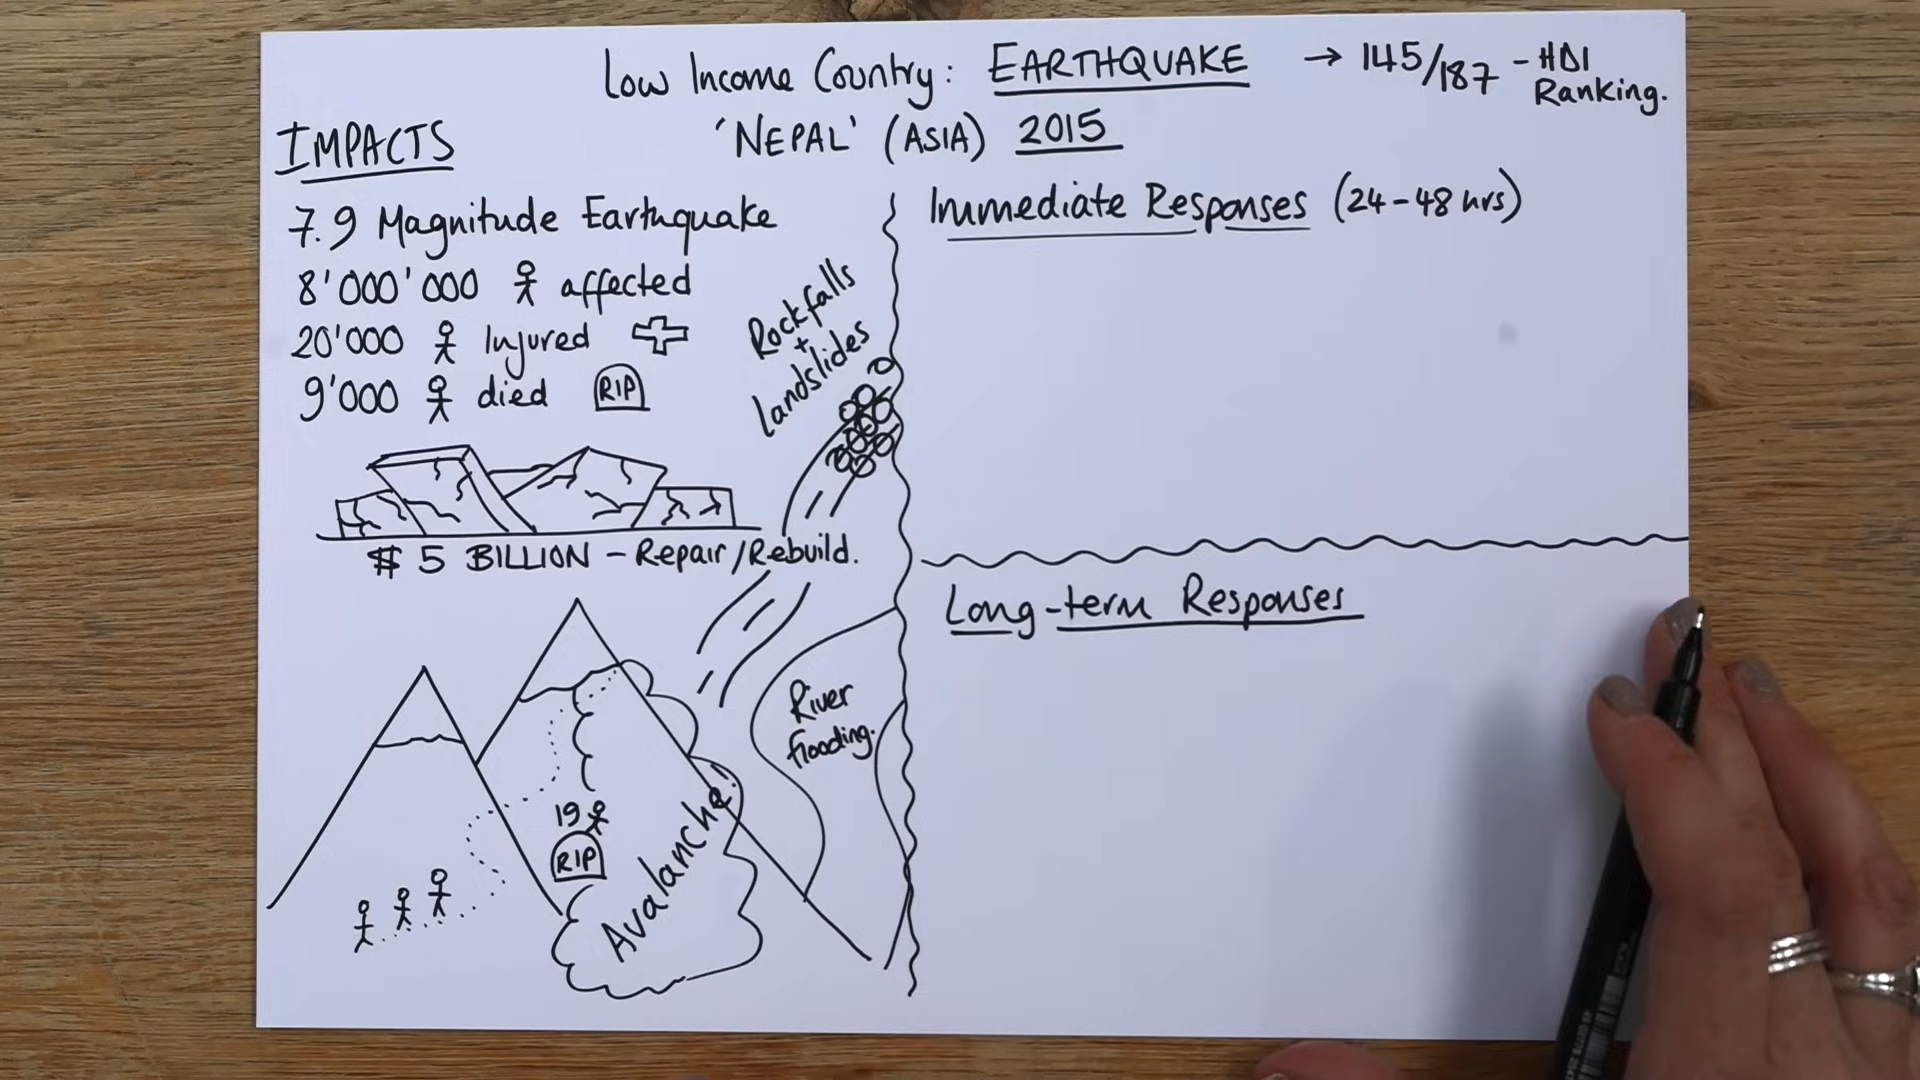 Low Income Country: EARTHQUAKE → 145/187 - HDI Ranking.
'NEPAL' (ASIA) 2015
IMPACTS
7.9 Magnitude Earthquake
8'000'000 affected
20'000 Injured
9'000 died RIP
$ 5 BILLION - Repair/Rebuild.
Rockfalls
+
Landslides
River
flooding.
19
RIP
Avalanche.
Immediate Responses (24-48 hrs)
Long-term Responses